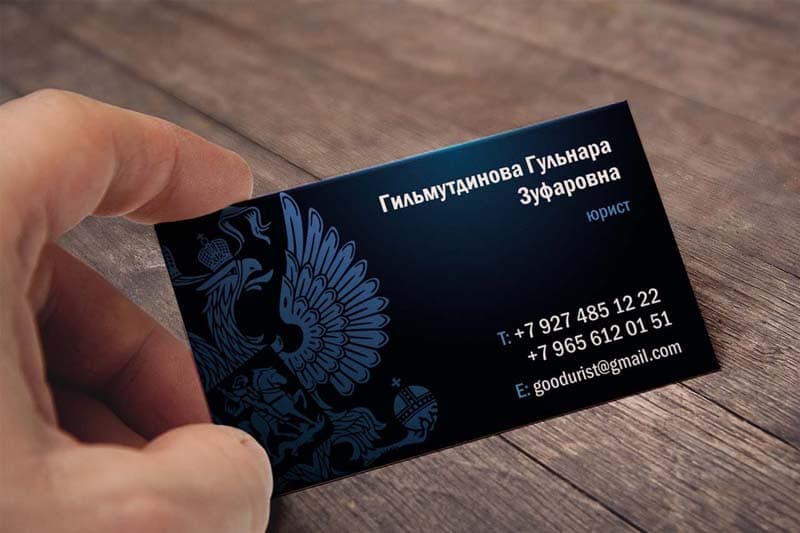 Гильмутдинова Гульнара
Зуфаровна
юрист
Т: +7 927 485 12 22
+7 965 612 01 51
E: goodurist@gmail.com